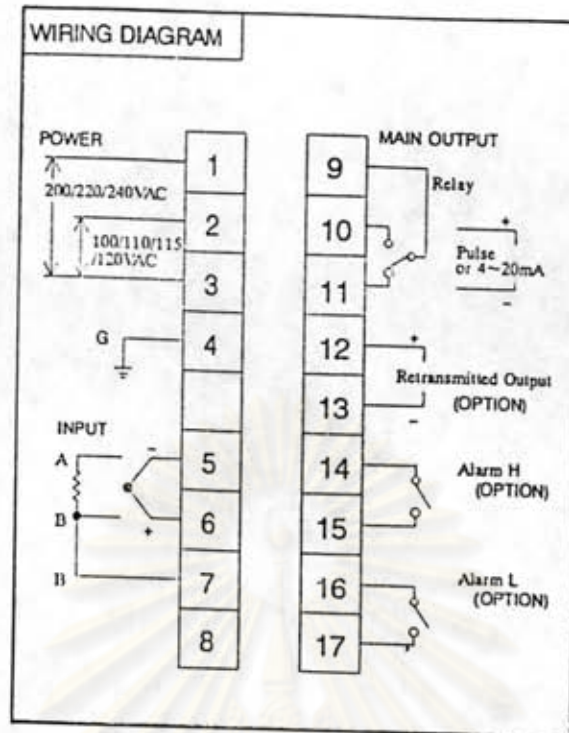 WIRING DIAGRAM
POWER
200/220/240VAC
100/110/115
/120VAC
G
INPUT
A
B
B
−
+
1
2
3
4
5
6
7
8
MAIN OUTPUT
9
10
11
12
13
14
15
16
17
Relay
+
Pulse
or 4~20mA
−
+
Retransmitted Output
(OPTION)
−
Alarm H
(OPTION)
Alarm L
(OPTION)